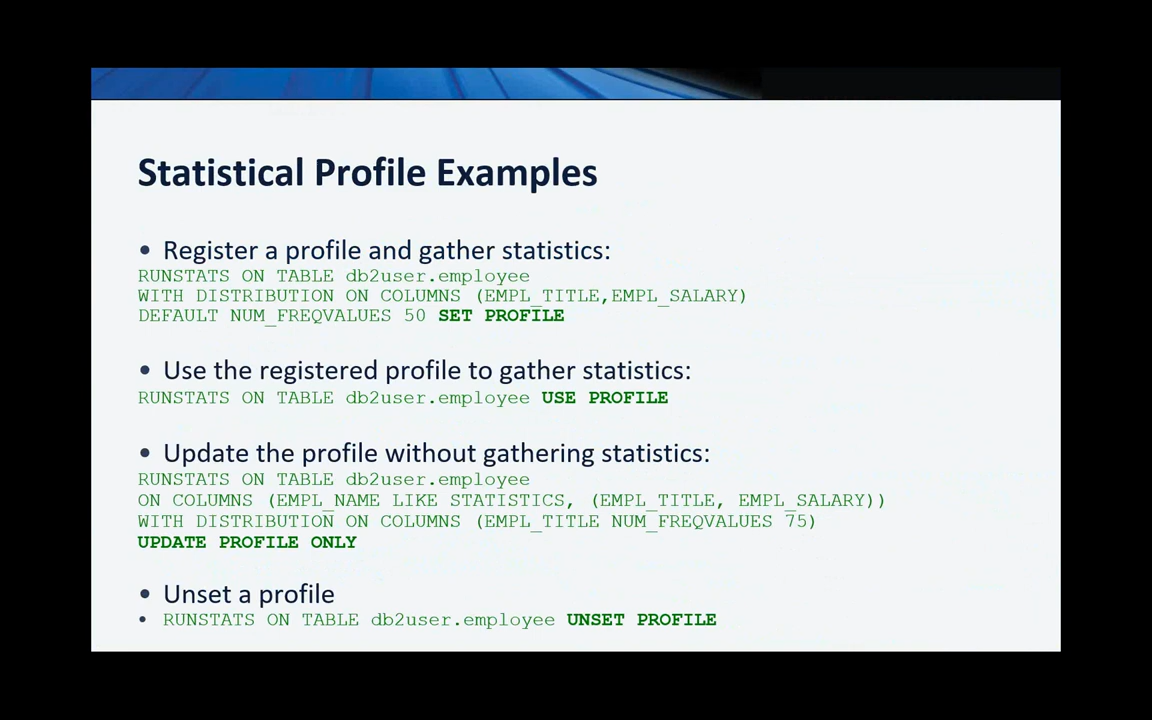 Statistical Profile Examples
• Register a profile and gather statistics:
RUNSTATS ON TABLE db2user.employee
WITH DISTRIBUTION ON COLUMNS (EMPL_TITLE,EMPL_SALARY)
DEFAULT NUM_FREQVALUES 50 SET PROFILE
• Use the registered profile to gather statistics:
RUNSTATS ON TABLE db2user.employee USE PROFILE
• Update the profile without gathering statistics:
RUNSTATS ON TABLE db2user.employee
ON COLUMNS (EMPL_NAME LIKE STATISTICS, (EMPL_TITLE, EMPL_SALARY))
WITH DISTRIBUTION ON COLUMNS (EMPL_TITLE NUM_FREQVALUES 75)
UPDATE PROFILE ONLY
• Unset a profile
• RUNSTATS ON TABLE db2user.employee UNSET PROFILE